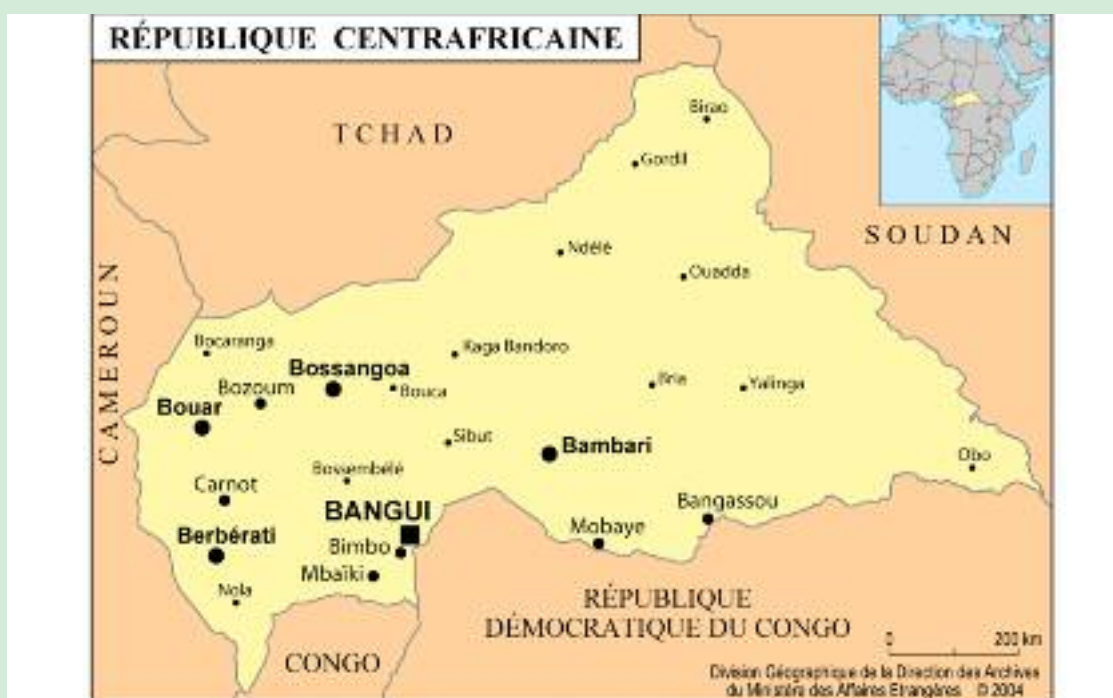 RÉPUBLIQUE CENTRAFRICAINE
TCHAD
Birao
Gordil
SOUDAN
Ndélé
Ouadda
CAMEROUN
Bocaranga
Kaga Bandoro
Bossangoa
Bozoum
Bouca
Bria
Yalinga
Bouar
Sibut
Bambari
Obo
Bossembélé
Carnot
BANGUI
Bangassou
Berbérati
Bimbo
Mobaye
Mbaïki
Nola
RÉPUBLIQUE
DÉMOCRATIQUE DU CONGO
CONGO
0 200 km
Division Géographique de la Direction des Archives
du Ministère des Affaires Etrangères © 2004